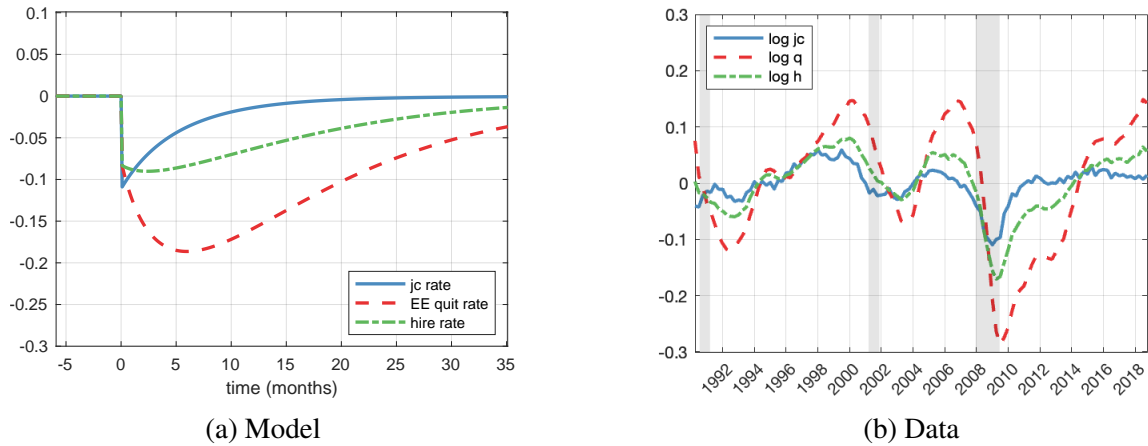 0.1
0.05
0
-0.05
-0.1
-0.15
-0.2
-0.25
-0.3
-5 0 5 10 15 20 25 30 35
time (months)
jc rate
EE quit rate
hire rate
(a) Model
0.3
0.2
0.1
0
-0.1
-0.2
-0.3
1992 1994 1996 1998 2000 2002 2004 2006 2008 2010 2012 2014 2016 2018
log jc
log q
log h
(b) Data